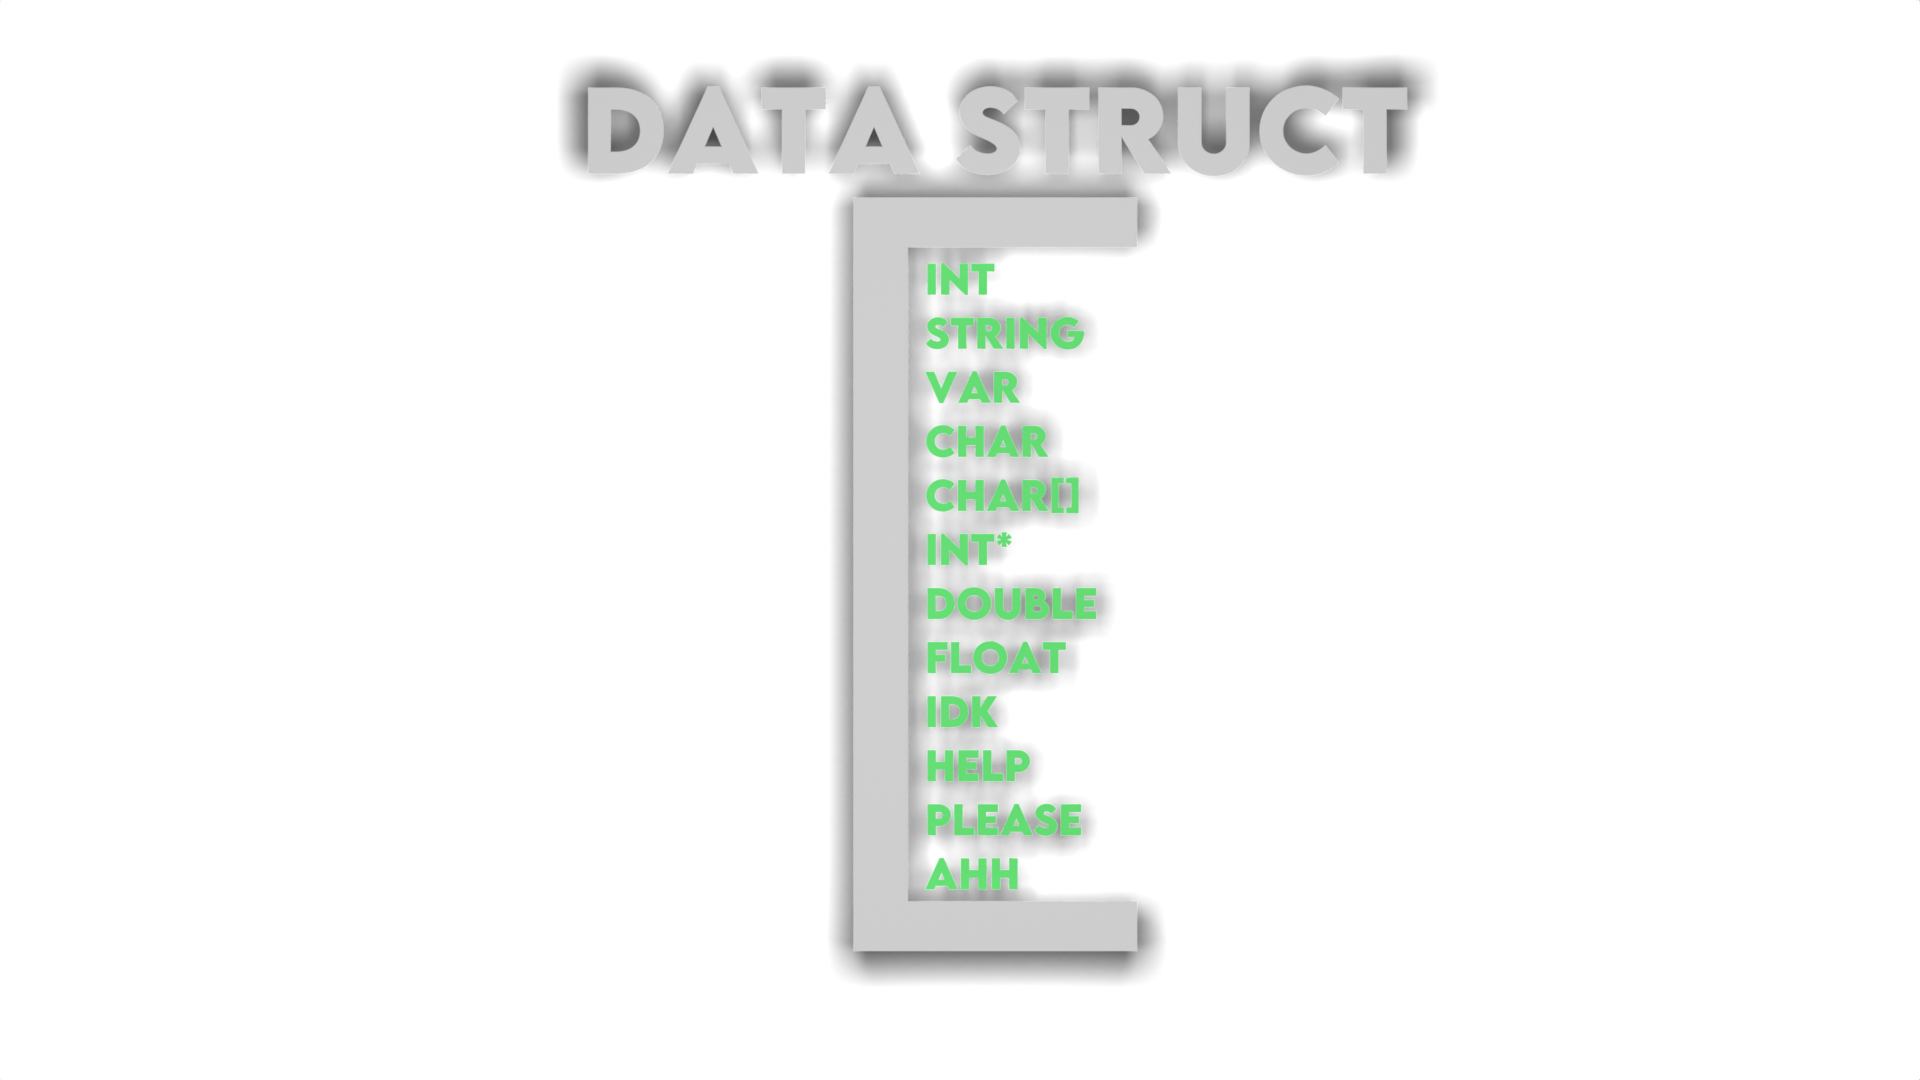 DATA STRUCT
INT
STRING
VAR
CHAR
CHAR[]
INT*
DOUBLE
FLOAT
IDK
HELP
PLEASE
AHH